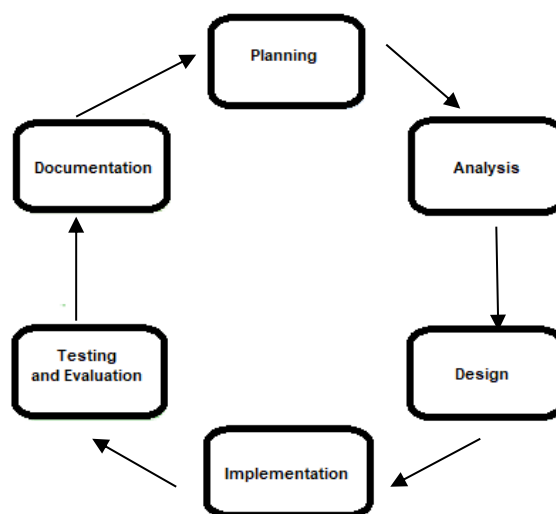 Planning
Analysis
Design
Implementation
Testing
and Evaluation
Documentation